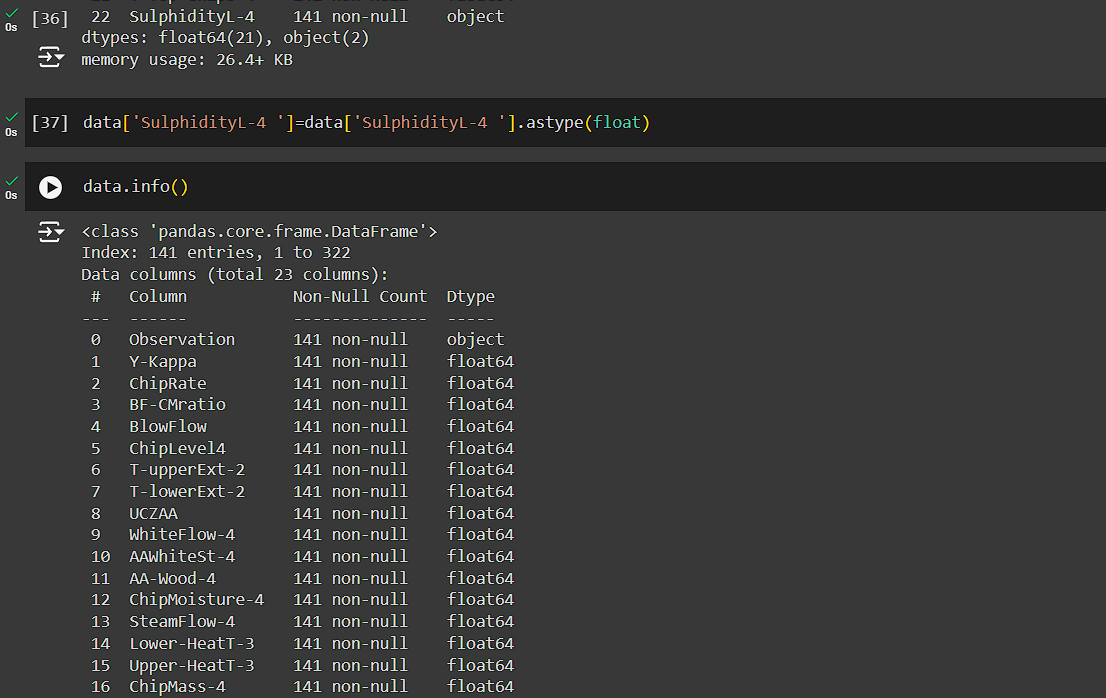 [36] 22 SulphidityL-4 141 non-null object
0s
dtypes: float64(21), object(2)
memory usage: 26.4+ KB
[37] data['SulphidityL-4 ']=data['SulphidityL-4 '].astype(float)
0s
data.info()
0s
<class 'pandas.core.frame.DataFrame'>
Index: 141 entries, 1 to 322
Data columns (total 23 columns):
# Column Non-Null Count Dtype
--- ------ -------------- -----
0 Observation 141 non-null object
1 Y-Kappa 141 non-null float64
2 ChipRate 141 non-null float64
3 BF-CMratio 141 non-null float64
4 BlowFlow 141 non-null float64
5 ChipLevel4 141 non-null float64
6 T-upperExt-2 141 non-null float64
7 T-lowerExt-2 141 non-null float64
8 UCZAA 141 non-null float64
9 WhiteFlow-4 141 non-null float64
10 AAWhiteSt-4 141 non-null float64
11 AA-Wood-4 141 non-null float64
12 ChipMoisture-4 141 non-null float64
13 SteamFlow-4 141 non-null float64
14 Lower-HeatT-3 141 non-null float64
15 Upper-HeatT-3 141 non-null float64
16 ChipMass-4 141 non-null float64